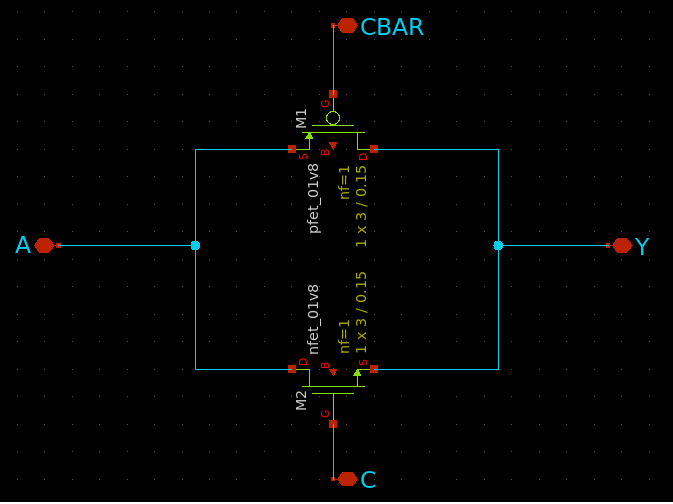 CBAR
G
M1
S
B
D
pfet_01v8
nf=1
1 x 3 / 0.15
A
Y
nfet_01v8
nf=1
1 x 3 / 0.15
D
B
S
M2
G
C